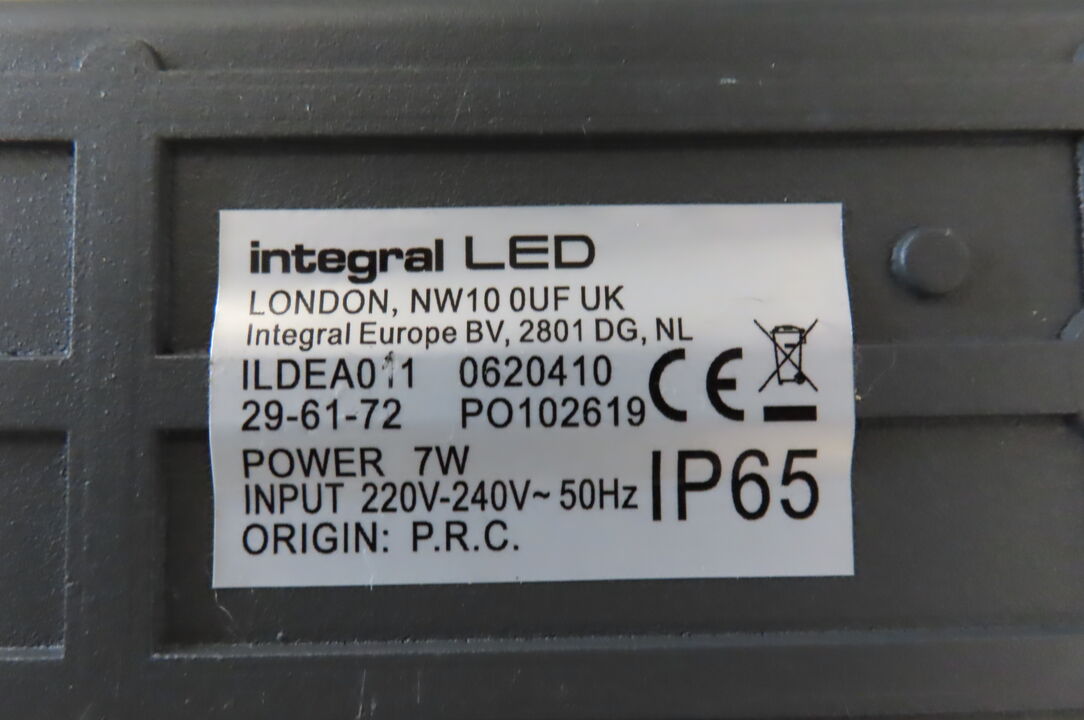 integral LED
LONDON, NW10 0UF UK
Integral Europe BV, 2801 DG, NL
ILDEA011 0620410
29-61-72 PO102619
CE
POWER 7W
INPUT 220V-240V~ 50Hz
IP65
ORIGIN: P.R.C.